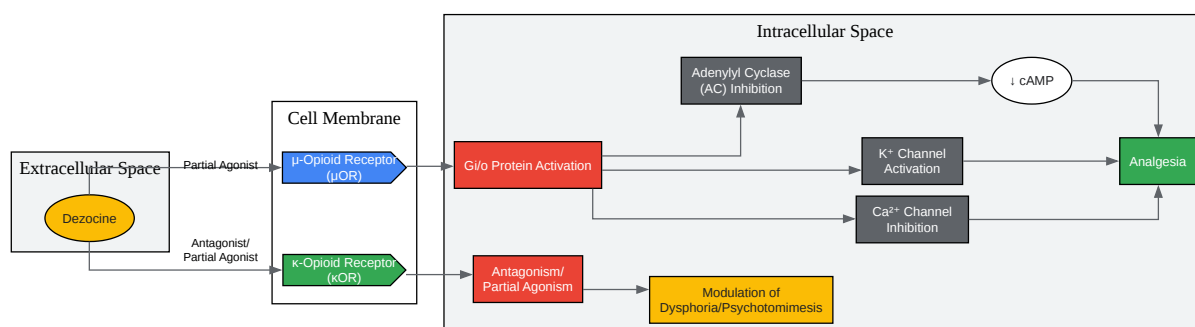 Intracellular Space
Adenylyl Cyclase
(AC) Inhibition
↓ cAMP
Cell Membrane
Extracellular Space
Partial Agonist
μ-Opioid Receptor
(μOR)
Gi/o Protein Activation
K⁺ Channel
Activation
Analgesia
Dezocine
Ca²⁺ Channel
Inhibition
Antagonist/
Partial Agonist
κ-Opioid Receptor
(κOR)
Antagonism/
Partial Agonism
Modulation of
Dysphoria/Psychotomimesis